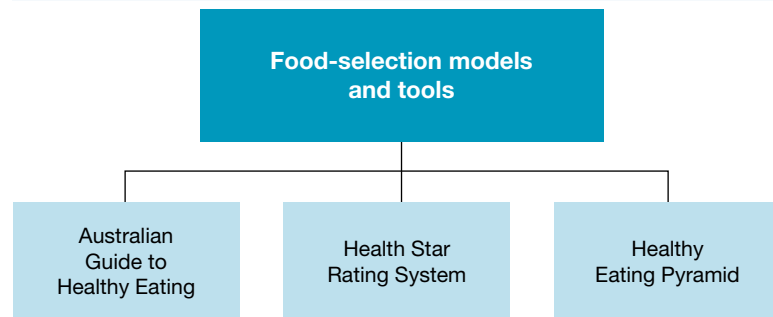 Food-selection models
and tools
Australian
Guide to
Healthy Eating
Health Star
Rating System
Healthy
Eating Pyramid